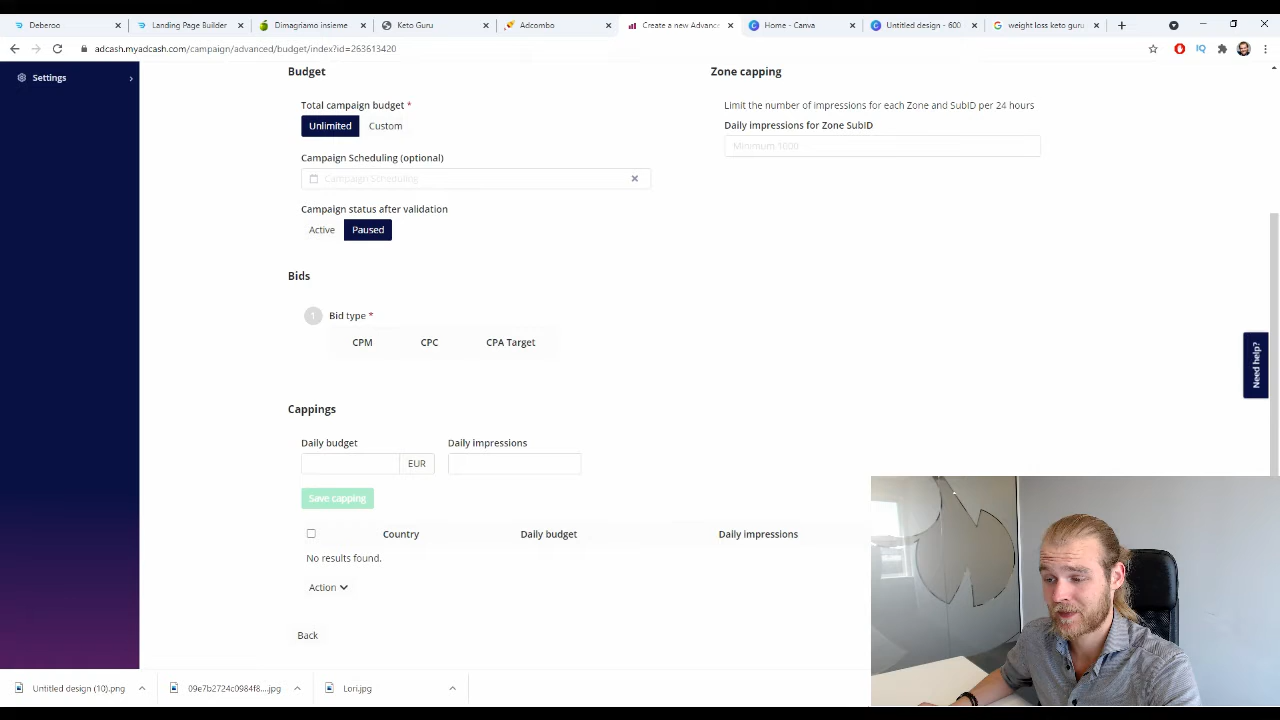 Deberoo
Landing Page Builder
Dimagriamo insieme
Keto Guru
Adcombo
Create a new Advanc
Home - Canva
Untitled design - 600
weight loss keto guru
adcash.myadcash.com/campaign/advanced/budget/index?id=263613420
IQ
Settings
Budget
Total campaign budget *
Unlimited
Custom
Campaign Scheduling (optional)
Campaign Scheduling
Campaign status after validation
Active
Paused
Zone capping
Limit the number of impressions for each Zone and SubID per 24 hours
Daily impressions for Zone SubID
Minimum 1000
Bids
1
Bid type *
CPM
CPC
CPA Target
Need help?
Cappings
Daily budget
Daily impressions
EUR
Save capping
Country
Daily budget
Daily impressions
No results found.
Action
Back
Untitled design (10).png
09e7b2724c0984f8....jpg
Lori.jpg